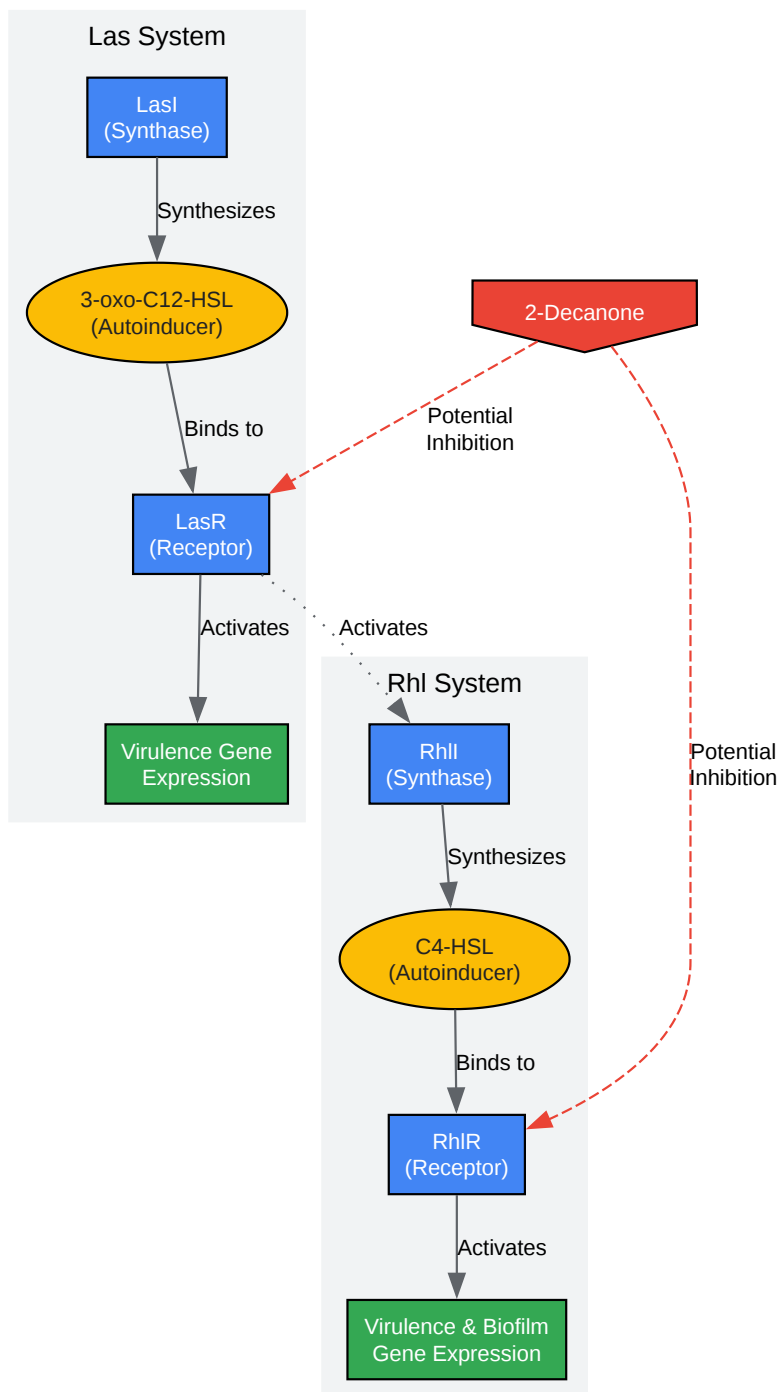 Las System
LasI
(Synthase)
Synthesizes
3-oxo-C12-HSL
(Autoinducer)
2-Decanone
Binds to
Potential
Inhibition
LasR
(Receptor)
Activates
Activates
Rhl System
Virulence Gene
Expression
RhlI
(Synthase)
Potential
Inhibition
Synthesizes
C4-HSL
(Autoinducer)
Binds to
RhlR
(Receptor)
Activates
Virulence & Biofilm
Gene Expression